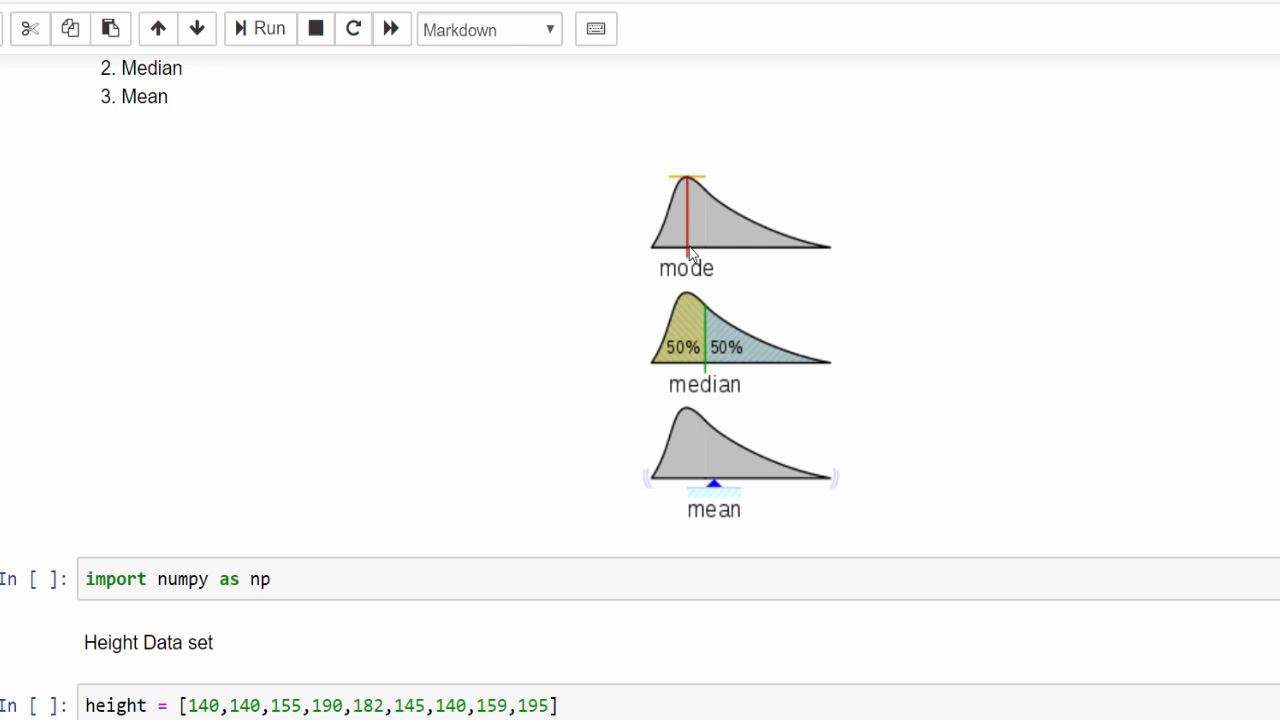 Run
Markdown
2. Median
3. Mean
mode
50% 50%
median
mean
In [ ]: import numpy as np
Height Data set
In [ ]: height = [140,140,155,190,182,145,140,159,195]